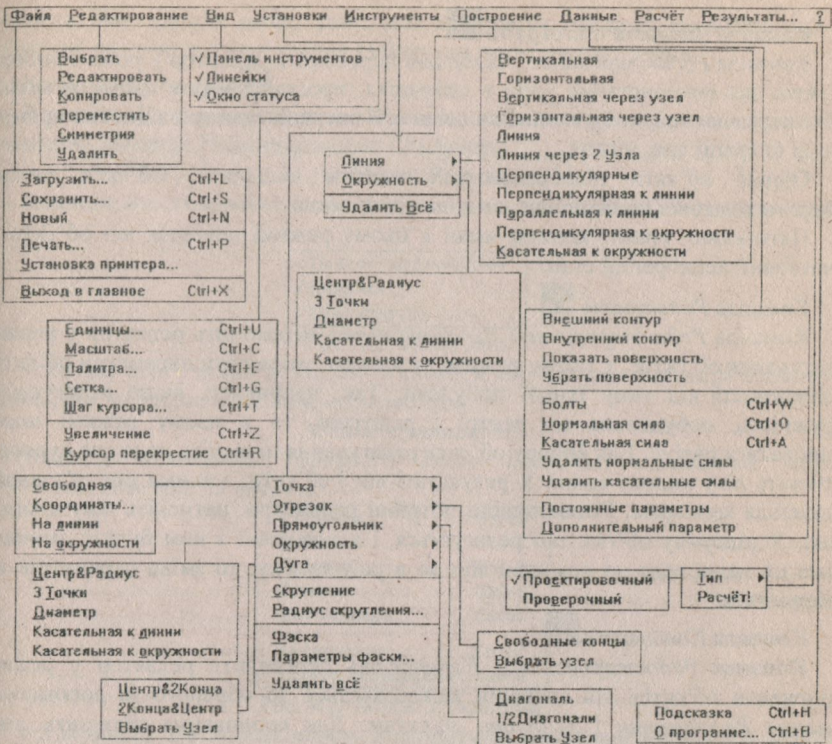 Файл Редактирование Вид Установки Инструменты Построение Данные Расчёт Результаты... ?
Выбрать
Редактировать
Копировать
Переместить
Симметрия
Удалить
✓Панель инструментов
✓Линейки
✓Окно статуса
Вертикальная
Горизонтальная
Вертикальная через узел
Горизонтальная через узел
Линия
Линия через 2 Узла
Перпендикулярные
Перпендикулярная к линии
Параллельная к линии
Перпендикулярная к окружности
Касательная к окружности
Линия
Окружность
Удалить Всё
Загрузить... Ctrl+L
Сохранить... Ctrl+S
Новый Ctrl+N
Печать... Ctrl+P
Установка принтера...
Выход в главное Ctrl+X
Центр&Радиус
3 Точки
Диаметр
Касательная к линии
Касательная к окружности
Единицы... Ctrl+U
Масштаб... Ctrl+C
Палитра... Ctrl+E
Сетка... Ctrl+G
Шаг курсора... Ctrl+T
Увеличение Ctrl+Z
Курсор перекрестие Ctrl+R
Внешний контур
Внутренний контур
Показать поверхность
Убрать поверхность
Болты Ctrl+W
Нормальная сила Ctrl+O
Касательная сила Ctrl+A
Удалить нормальные силы
Удалить касательные силы
Постоянные параметры
Дополнительный параметр
Свободная
Координаты...
На линии
На окружности
Точка
Отрезок
Прямоугольник
Окружность
Дуга
Скругление
Радиус скругления...
Фаска
Параметры фаски...
Удалить всё
Центр&Радиус
3 Точки
Диаметр
Касательная к линии
Касательная к окружности
✓Проектировочный
Проверочный
Тип
Расчёт!
Свободные концы
Выбрать узел
Центр&2Конца
2Конца&Центр
Выбрать Узел
Диагональ
1/2Диагонали
Выбрать Узел
Подсказка Ctrl+H
О програме... Ctrl+B